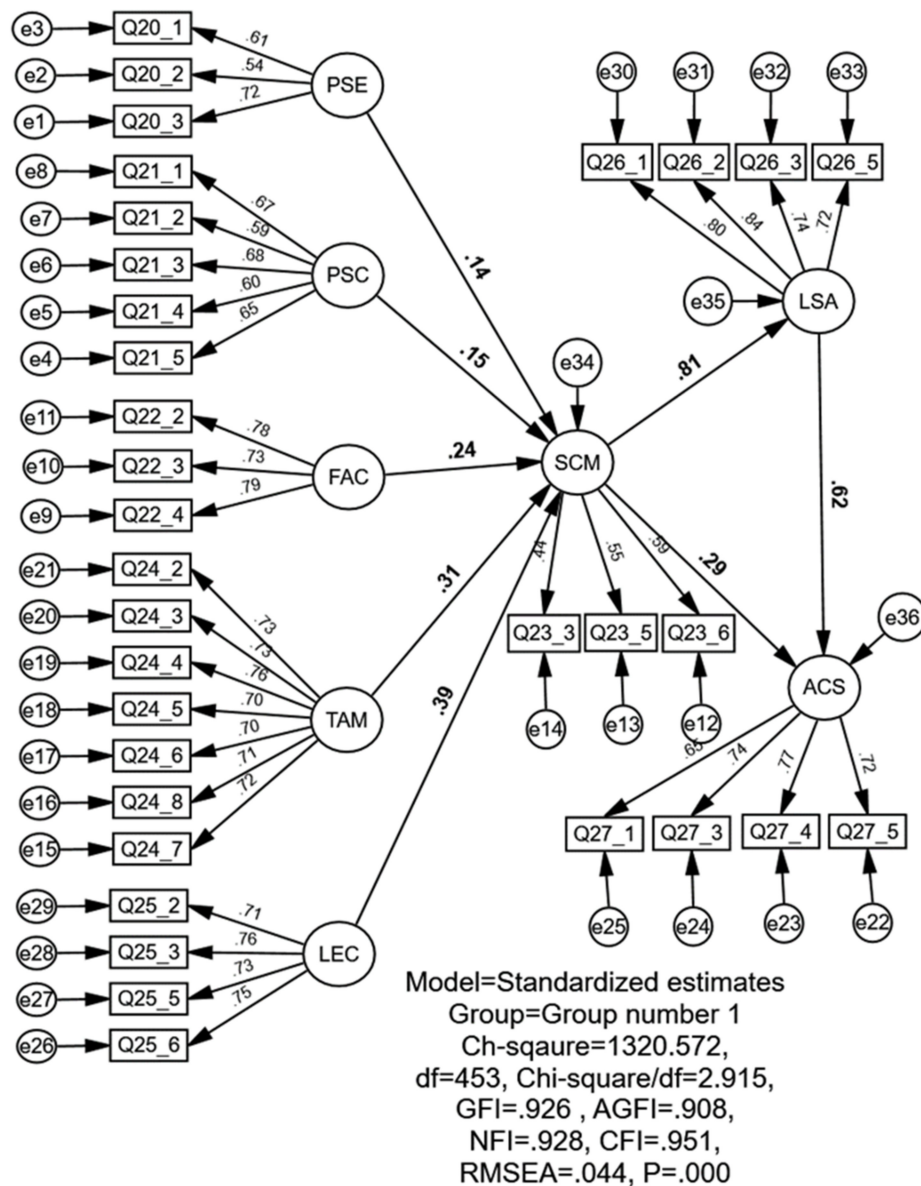 e3 Q20_1 .61
e2 Q20_2 .54
e1 Q20_3 .72
PSE
.14
e8 Q21_1 .67
e7 Q21_2 .59
e6 Q21_3 .68
e5 Q21_4 .60
e4 Q21_5 .65
PSC
.15
e11 Q22_2 .78
e10 Q22_3 .73
e9 Q22_4 .79
FAC
.24
e21 Q24_2 .73
e20 Q24_3 .73
e19 Q24_4 .76
e18 Q24_5 .70
e17 Q24_6 .70
e16 Q24_8 .71
e15 Q24_7 .72
TAM
.31
e29 Q25_2 .71
e28 Q25_3 .76
e27 Q25_5 .73
e26 Q25_6 .75
LEC
.39
e30 e31 e32 e33
Q26_1 Q26_2 Q26_3 Q26_5
.80 .84 .74 .72
e35 LSA
e34
.81
SCM
.62
.44 .55 .59 .29
Q23_3 Q23_5 Q23_6
e14 e13 e12
e36
ACS
.65 .74 .77 .72
Q27_1 Q27_3 Q27_4 Q27_5
e25 e24 e23 e22
Model=Standardized estimates
Group=Group number 1
Ch-sqaure=1320.572,
df=453, Chi-square/df=2.915,
GFI=.926 , AGFI=.908,
NFI=.928, CFI=.951,
RMSEA=.044, P=.000